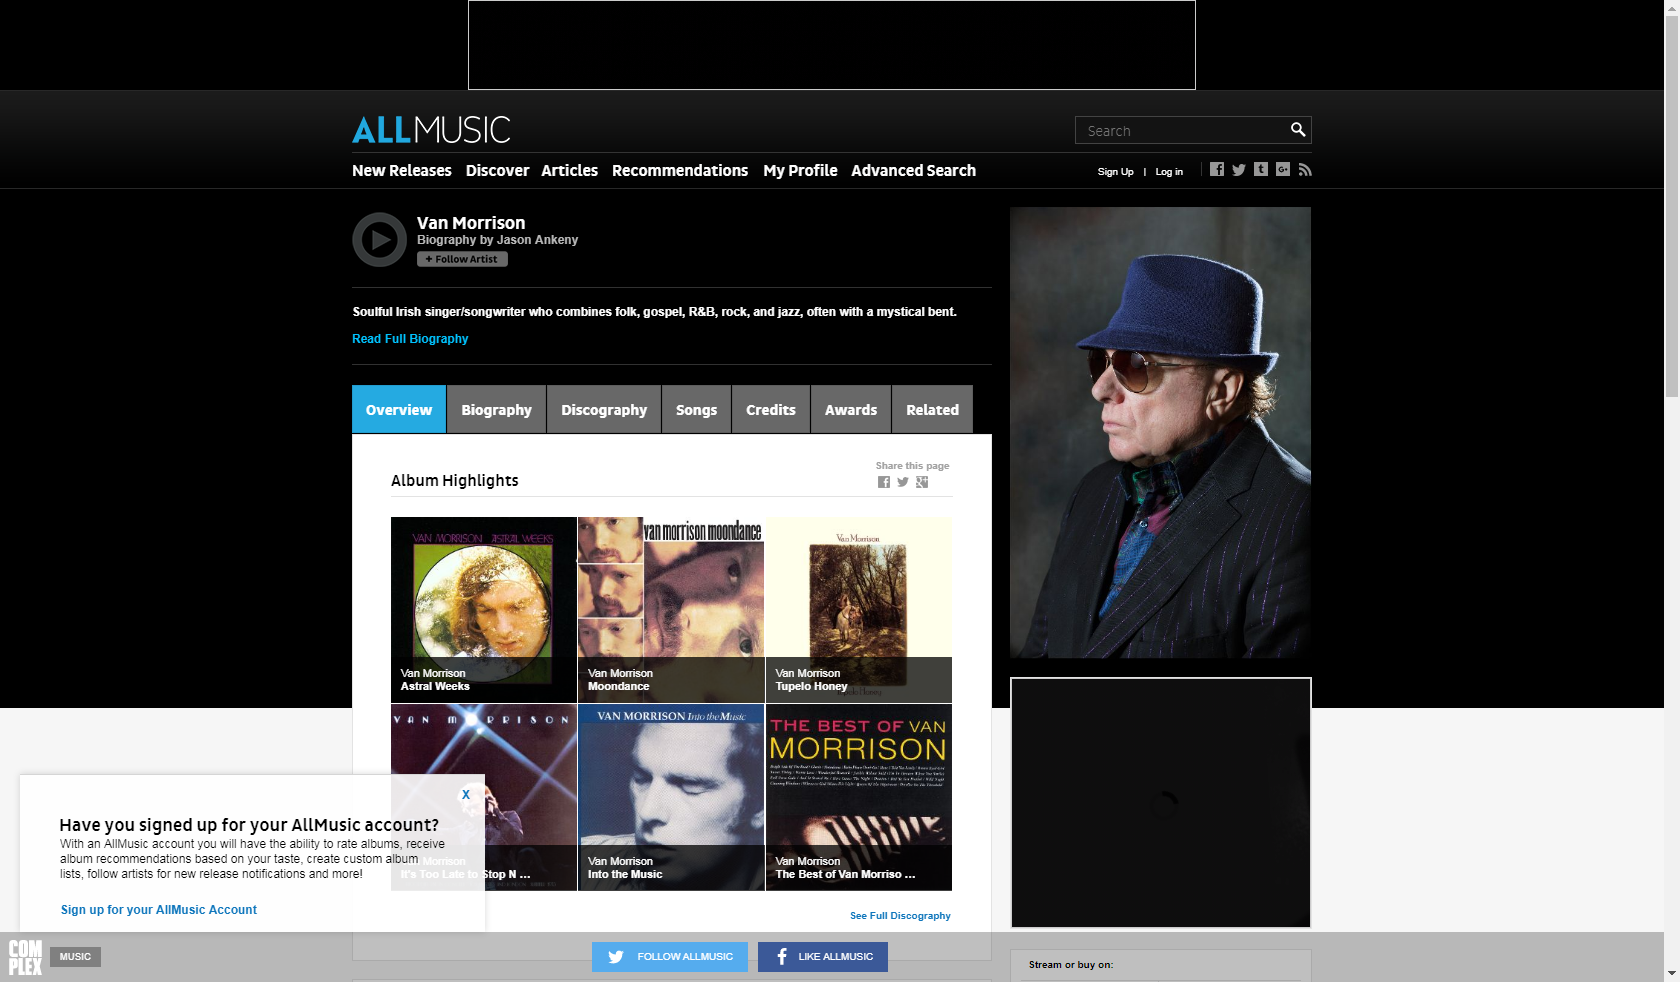 ALLMUSIC
Search
New Releases Discover Articles Recommendations My Profile Advanced Search
Sign Up | Log in
Van Morrison
Biography by Jason Ankeny
+ Follow Artist
Soulful Irish singer/songwriter who combines folk, gospel, R&B, rock, and jazz, often with a mystical bent.
Read Full Biography
Overview Biography Discography Songs Credits Awards Related
Share this page
Album Highlights
VAN MORRISON ASTRAL WEEKS
van morrison moondance
Van Morrison
Van Morrison
Astral Weeks
Van Morrison
Moondance
Van Morrison
Tupelo Honey
Tupelo Honey
VAN MORRISON
VAN MORRISON Into the Music
THE BEST OF VAN
MORRISON
Van Morrison
It's Too Late to Stop N ...
Van Morrison
Into the Music
Van Morrison
The Best of Van Morriso ...
See Full Discography
X
Have you signed up for your AllMusic account?
With an AllMusic account you will have the ability to rate albums, receive
album recommendations based on your taste, create custom album
lists, follow artists for new release notifications and more!
Sign up for your AllMusic Account
COM
PLEX
MUSIC
FOLLOW ALLMUSIC
LIKE ALLMUSIC
Stream or buy on: